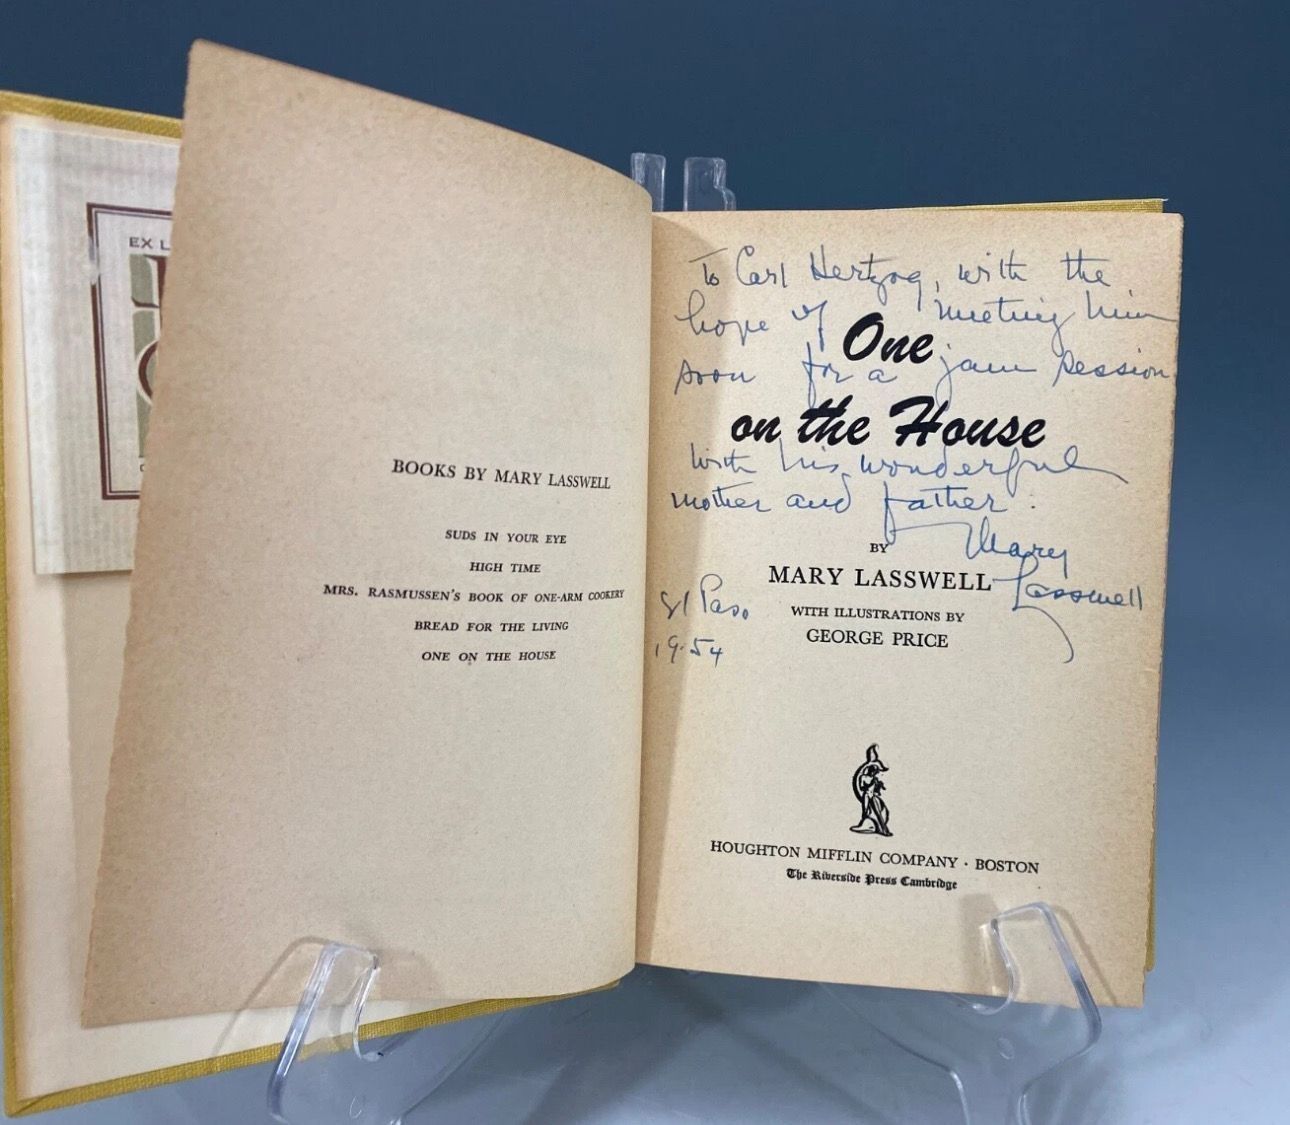 EX L
BOOKS BY MARY LASSWELL
SUDS IN YOUR EYE
HIGH TIME
MRS. RASMUSSEN'S BOOK OF ONE-ARM COOKERY
BREAD FOR THE LIVING
ONE ON THE HOUSE
To Carl Hertzog, with the
hope of meeting him
One
soon for a jam session
on the House
with his wonderful
mother and father.
Mary
Lasswell
BY
MARY LASSWELL
El Paso
1954
WITH ILLUSTRATIONS BY
GEORGE PRICE
HOUGHTON MIFFLIN COMPANY · BOSTON
The Riverside Press Cambridge